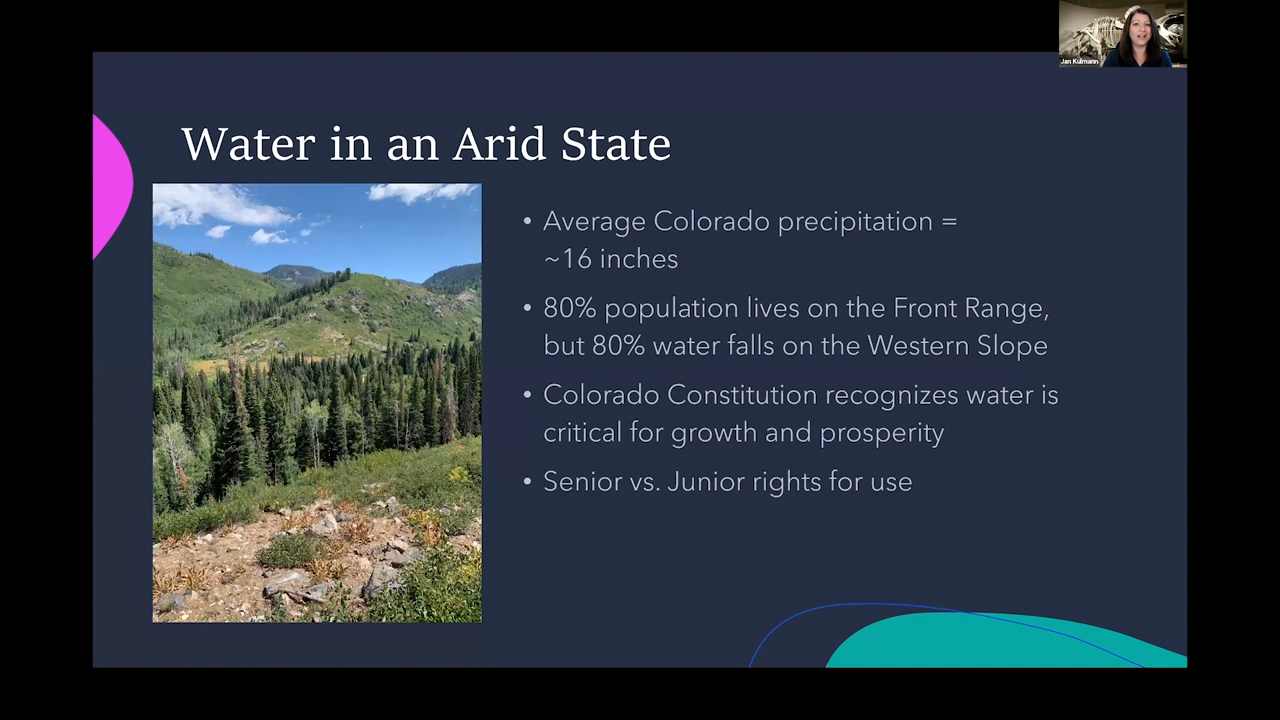 Jan Kulmann
Water in an Arid State
• Average Colorado precipitation =
~16 inches
• 80% population lives on the Front Range,
but 80% water falls on the Western Slope
• Colorado Constitution recognizes water is
critical for growth and prosperity
• Senior vs. Junior rights for use